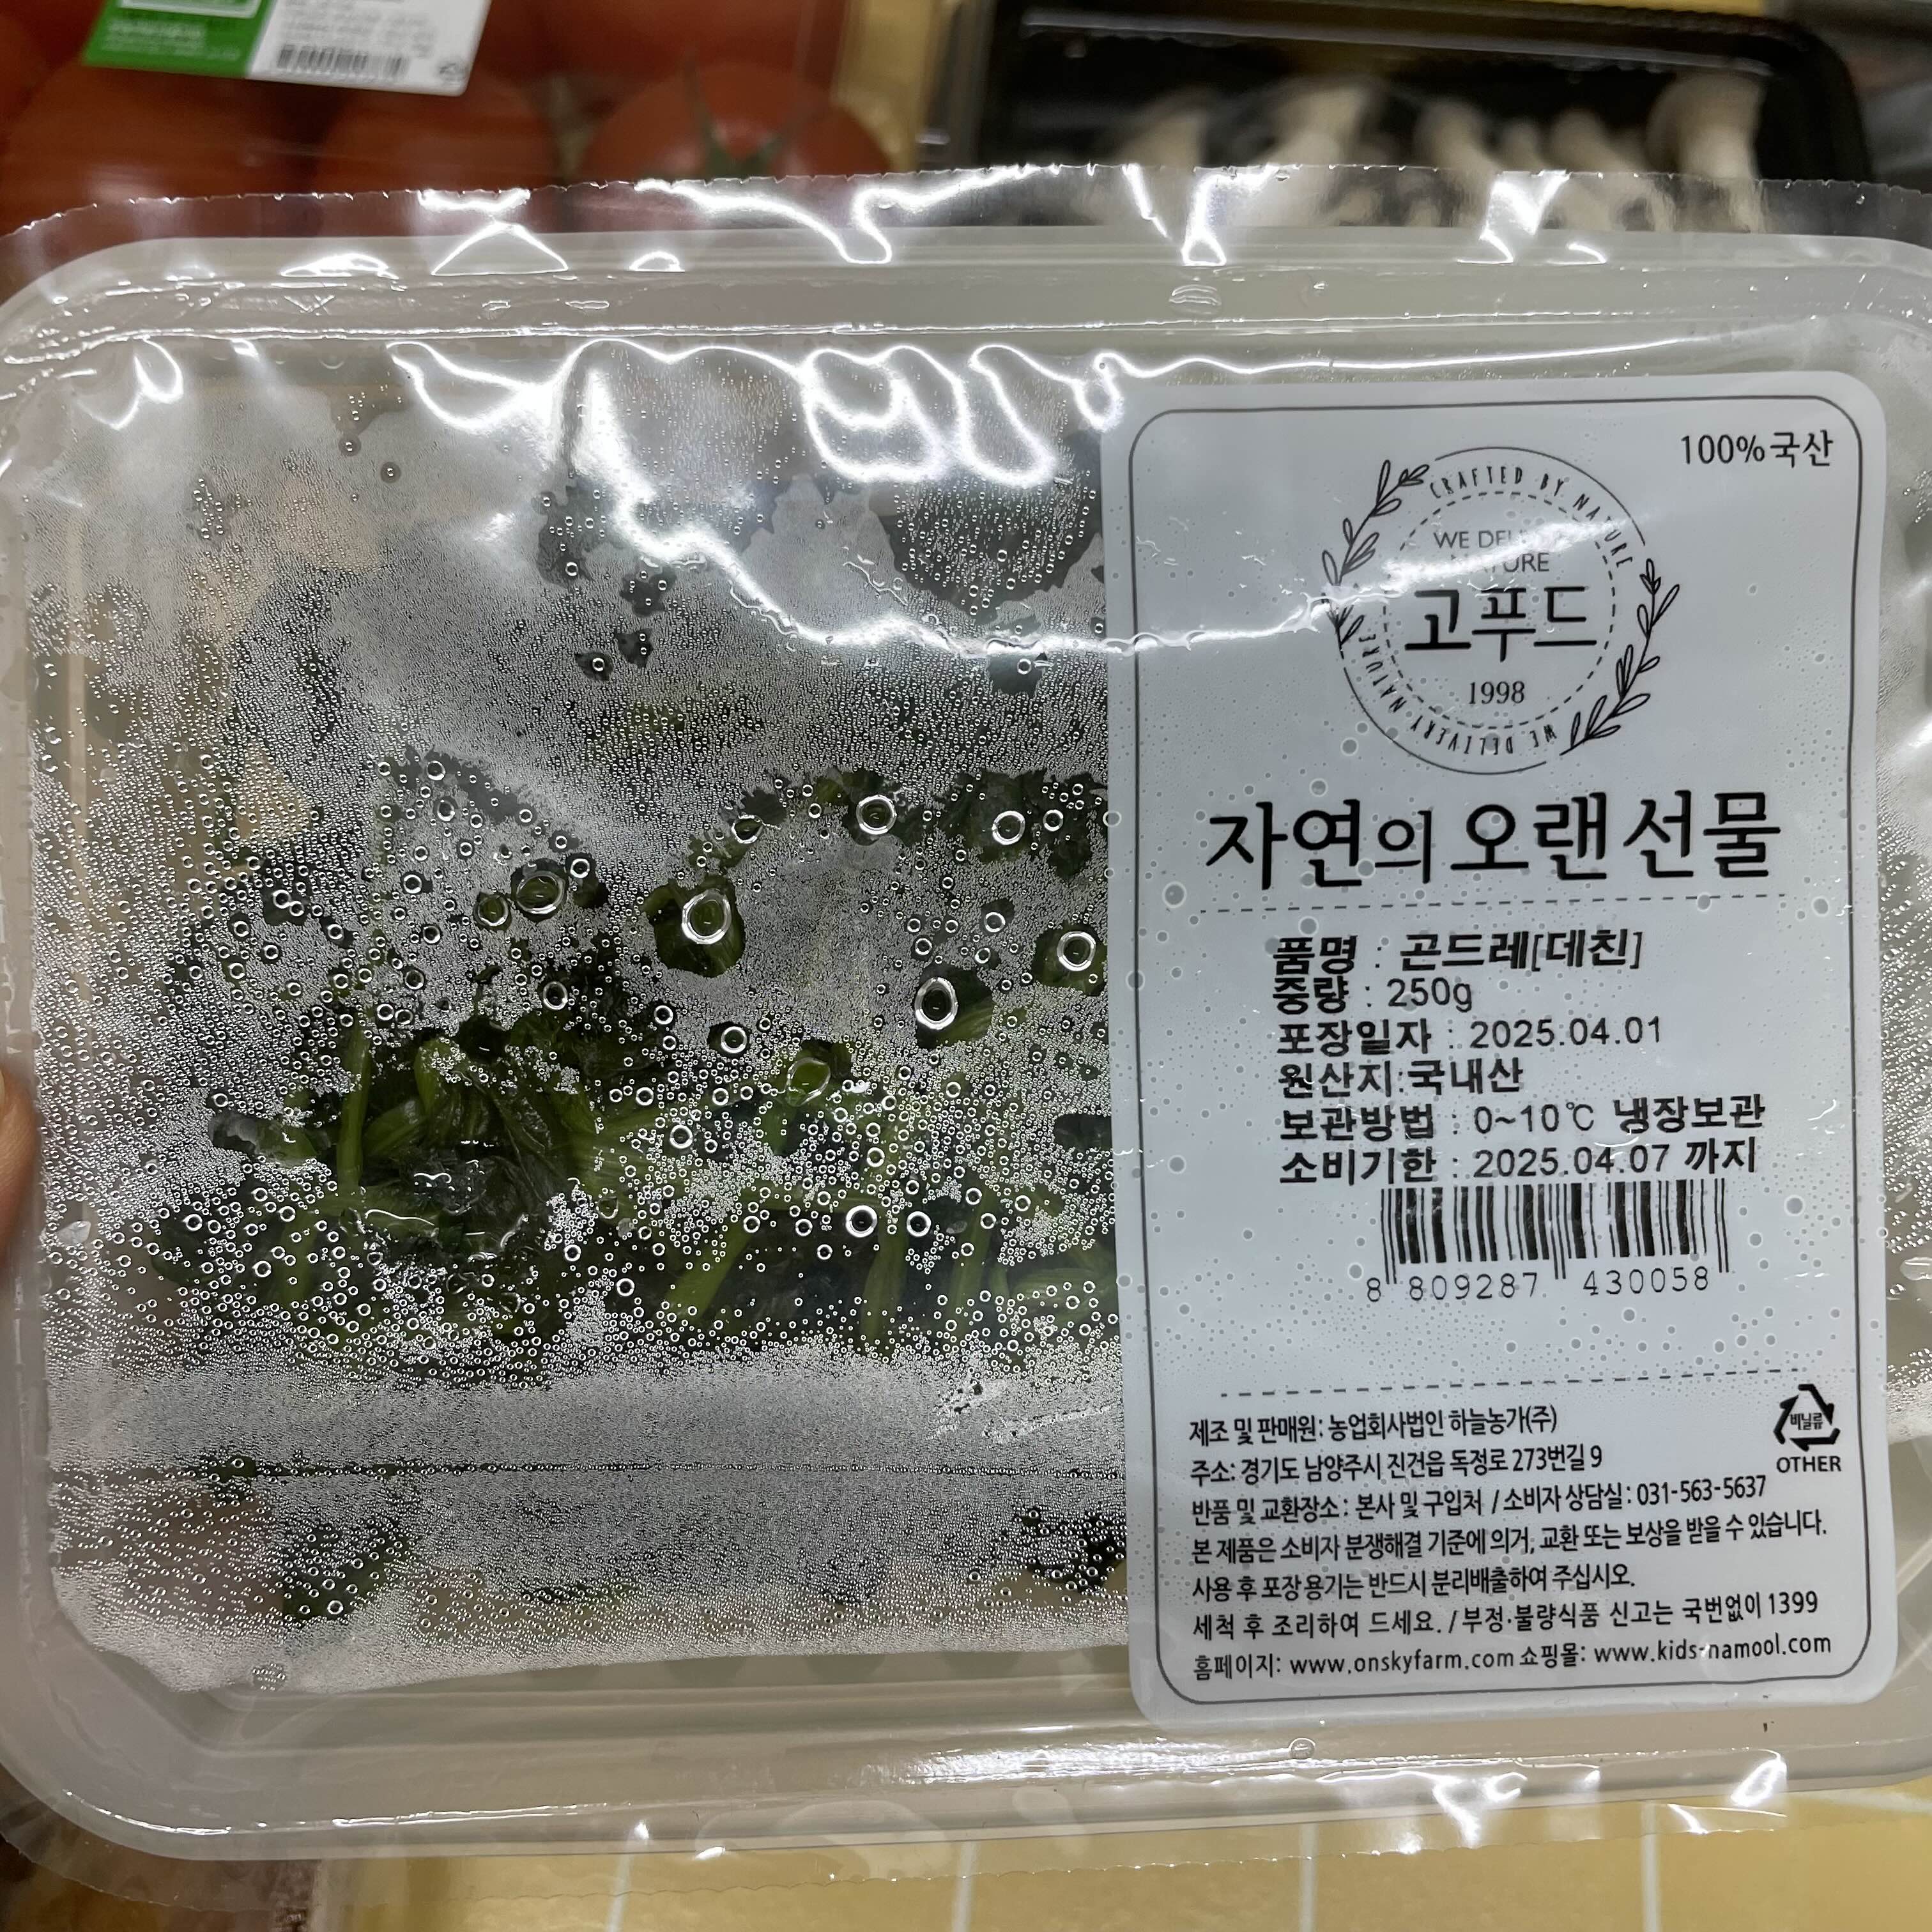 100%국산
CRAFTED BY NATURE
WE
NATURE
고푸드
1998
WE DELIVERY NATURE
자연의 오랜 선물
품명 : 곤드레[데친]
중량 : 250g
포장일자 : 2025.04.01
원산지:국내산
보관방법 : 0~10℃ 냉장보관
소비기한 : 2025.04.07 까지
8 809287 430058
제조 및 판매원: 농업회사법인 하늘농가(주)
비닐류
OTHER
주소: 경기도 남양주시 진건읍 독정로 273번길 9
반품 및 교환장소: 본사 및 구입처 / 소비자 상담실: 031-563-5637
본 제품은 소비자 분쟁해결 기준에 의거, 교환 또는 보상을 받을 수 있습니다.
사용 후 포장용기는 반드시 분리배출하여 주십시오.
세척 후 조리하여 드세요. / 부정·불량식품 신고는 국번없이 1399
홈페이지: www.onskyfarm.com 쇼핑몰: www.kids-namool.com